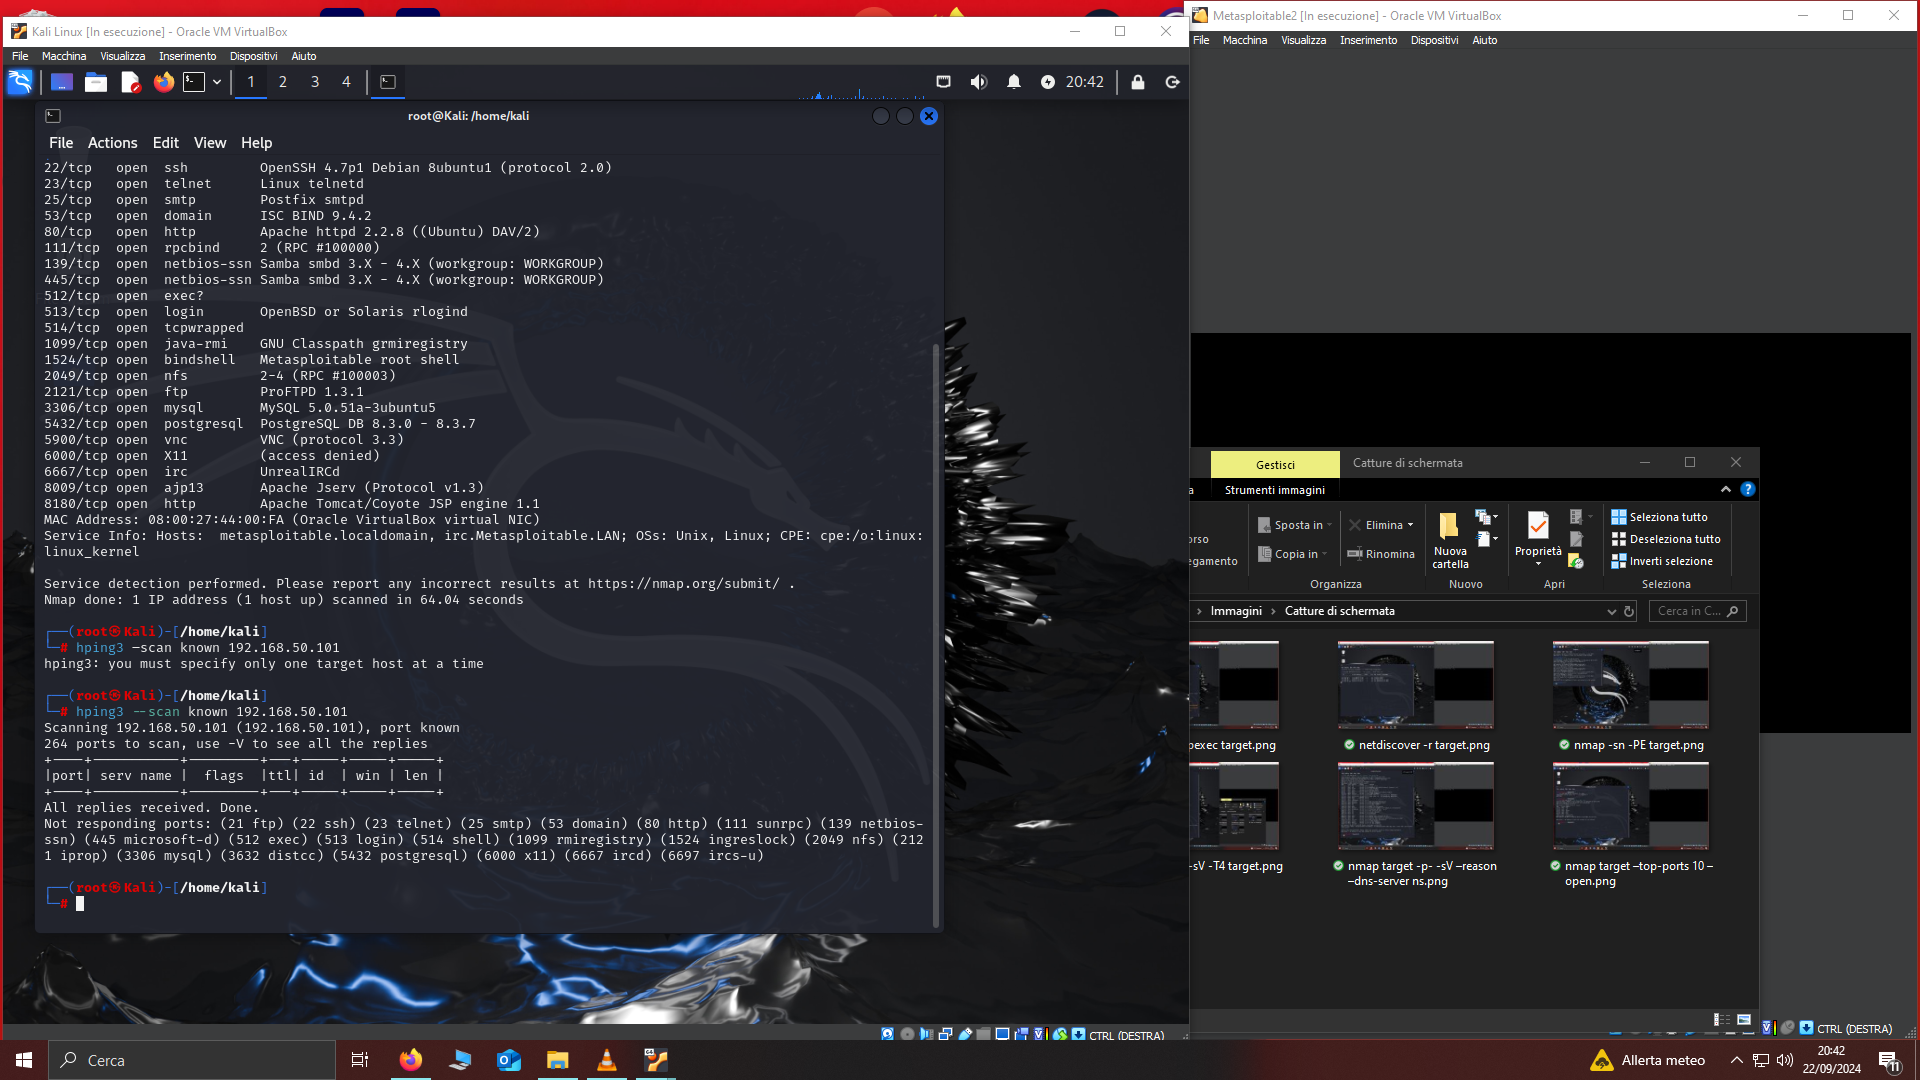 Kali Linux [In esecuzione] - Oracle VM VirtualBox
File Macchina Visualizza Inserimento Dispositivi Aiuto
1 2 3 4
20:42
root@Kali: /home/kali
File Actions Edit View Help
22/tcp open ssh OpenSSH 4.7p1 Debian 8ubuntu1 (protocol 2.0)
23/tcp open telnet Linux telnetd
25/tcp open smtp Postfix smtpd
53/tcp open domain ISC BIND 9.4.2
80/tcp open http Apache httpd 2.2.8 ((Ubuntu) DAV/2)
111/tcp open rpcbind 2 (RPC #100000)
139/tcp open netbios-ssn Samba smbd 3.X - 4.X (workgroup: WORKGROUP)
445/tcp open netbios-ssn Samba smbd 3.X - 4.X (workgroup: WORKGROUP)
512/tcp open exec?
513/tcp open login OpenBSD or Solaris rlogind
514/tcp open tcpwrapped
1099/tcp open java-rmi GNU Classpath grmiregistry
1524/tcp open bindshell Metasploitable root shell
2049/tcp open nfs 2-4 (RPC #100003)
2121/tcp open ftp ProFTPD 1.3.1
3306/tcp open mysql MySQL 5.0.51a-3ubuntu5
5432/tcp open postgresql PostgreSQL DB 8.3.0 - 8.3.7
5900/tcp open vnc VNC (protocol 3.3)
6000/tcp open X11 (access denied)
6667/tcp open irc UnrealIRCd
8009/tcp open ajp13 Apache Jserv (Protocol v1.3)
8180/tcp open http Apache Tomcat/Coyote JSP engine 1.1
MAC Address: 08:00:27:44:00:FA (Oracle VirtualBox virtual NIC)
Service Info: Hosts:  metasploitable.localdomain, irc.Metasploitable.LAN; OSs: Unix, Linux; CPE: cpe:/o:linux:
linux_kernel
Service detection performed. Please report any incorrect results at https://nmap.org/submit/ .
Nmap done: 1 IP address (1 host up) scanned in 64.04 seconds
┌──(root㉿Kali)-[/home/kali]
└─# hping3 –scan known 192.168.50.101
hping3: you must specify only one target host at a time
┌──(root㉿Kali)-[/home/kali]
└─# hping3 --scan known 192.168.50.101
Scanning 192.168.50.101 (192.168.50.101), port known
264 ports to scan, use -V to see all the replies
+----+-----------+---------+---+-----+-----+-----+
|port| serv name |  flags  |ttl| id  | win | len |
+----+-----------+---------+---+-----+-----+-----+
All replies received. Done.
Not responding ports: (21 ftp) (22 ssh) (23 telnet) (25 smtp) (53 domain) (80 http) (111 sunrpc) (139 netbios-
ssn) (445 microsoft-d) (512 exec) (513 login) (514 shell) (1099 rmiregistry) (1524 ingreslock) (2049 nfs) (212
1 iprop) (3306 mysql) (3632 distcc) (5432 postgresql) (6000 x11) (6667 ircd) (6697 ircs-u)
┌──(root㉿Kali)-[/home/kali]
└─#
CTRL (DESTRA)
Metasploitable2 [In esecuzione] - Oracle VM VirtualBox
File Macchina Visualizza Inserimento Dispositivi Aiuto
Gestisci Catture di schermata
a Strumenti immagini
orso Sposta in Elimina
egamento Copia in Rinomina
Nuova cartella
Proprietà
Seleziona tutto
Deseleziona tutto
Inverti selezione
Organizza Nuovo Apri Seleziona
Immagini Catture di schermata
Cerca in C...
pexec target.png netdiscover -r target.png nmap -sn -PE target.png
-sV -T4 target.png nmap target -p- -sV –reason –dns-server ns.png nmap target –top-ports 10 –open.png
CTRL (DESTRA)
Cerca
Allerta meteo
20:42
22/09/2024
11